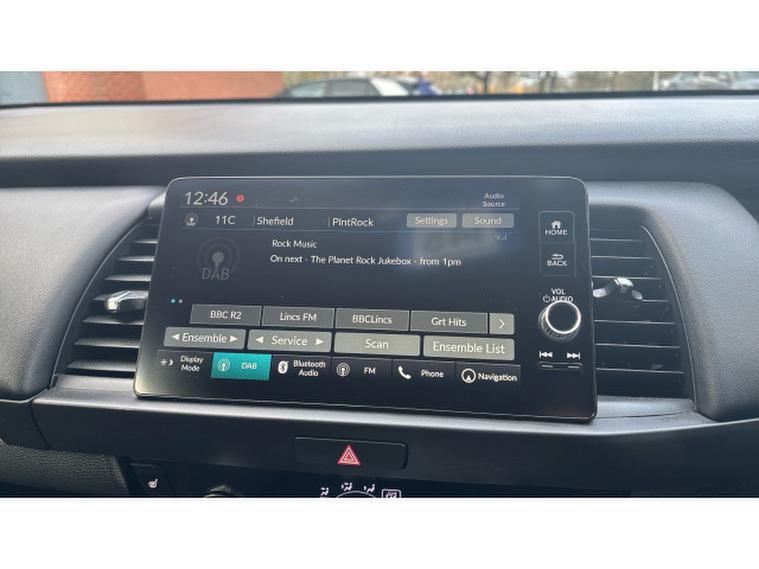 12:46
Audio Source
11C Shefield PlntRock Settings Sound
HOME
Rock Music
On next - The Planet Rock Jukebox - from 1pm
BACK
DAB
VOL
AUDIO
BBC R2 Lincs FM BBCLincs Grt Hits
Ensemble Service Scan Ensemble List
Display Mode DAB Bluetooth Audio FM Phone Navigation